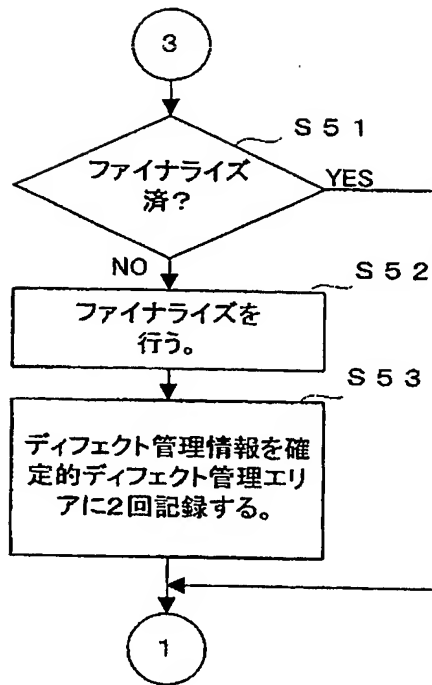 3
S51
ファイナライズ
済?
YES
NO
S52
ファイナライズを
行う。
S53
ディフェクト管理情報を確
定的ディフェクト管理エリ
アに2回記録する。
1